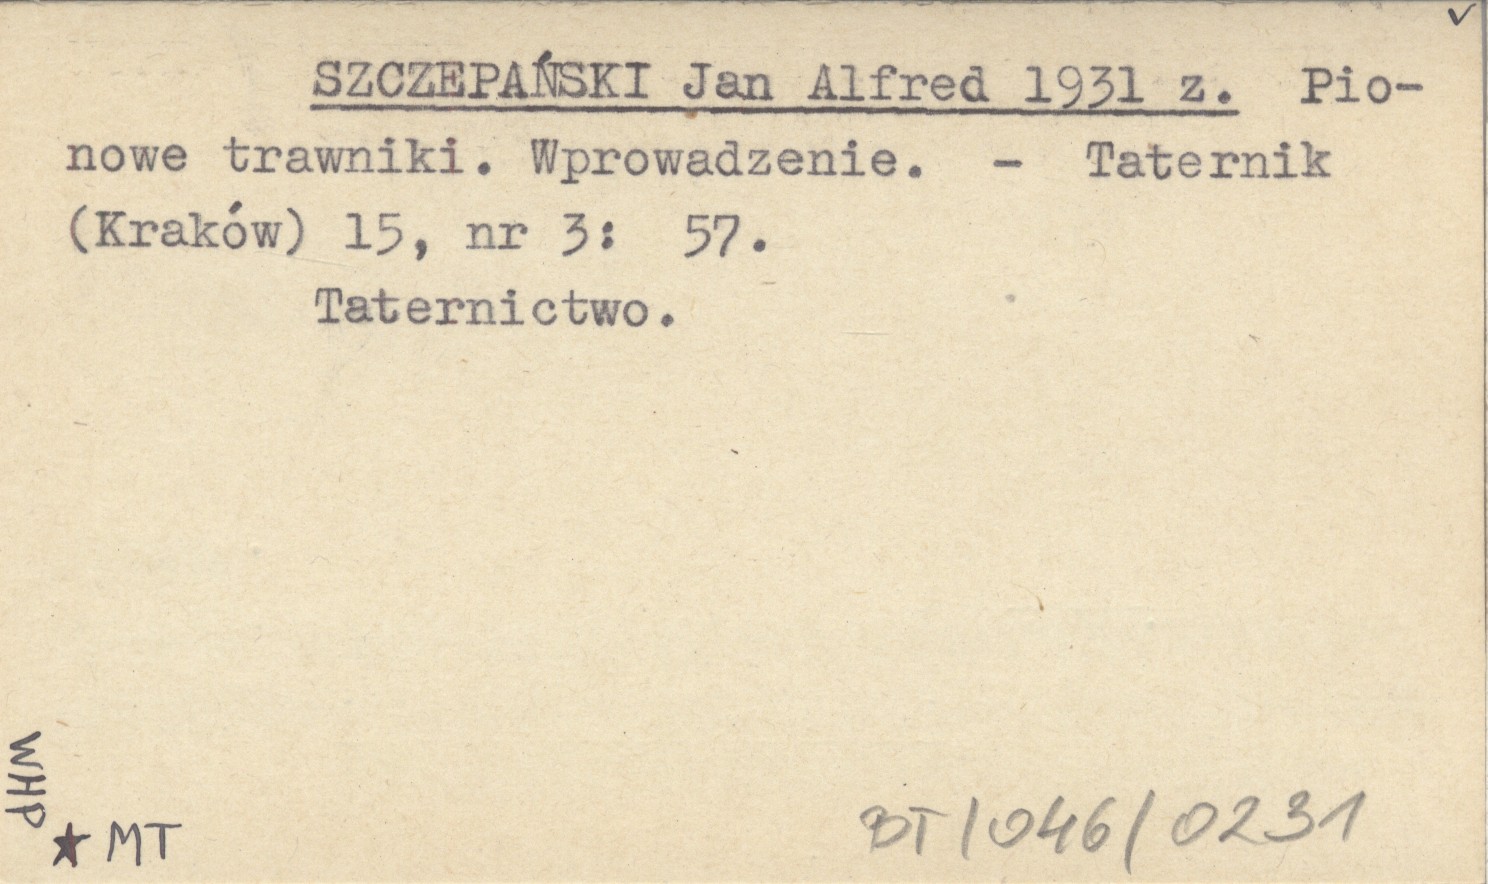 ✓
SZCZEPAŃSKI Jan Alfred 1931 z. Pio-
nowe trawniki. Wprowadzenie. - Taternik
(Kraków) 15, nr 3: 57.
Taternictwo.
WHP
★ MT
BT/046/0231